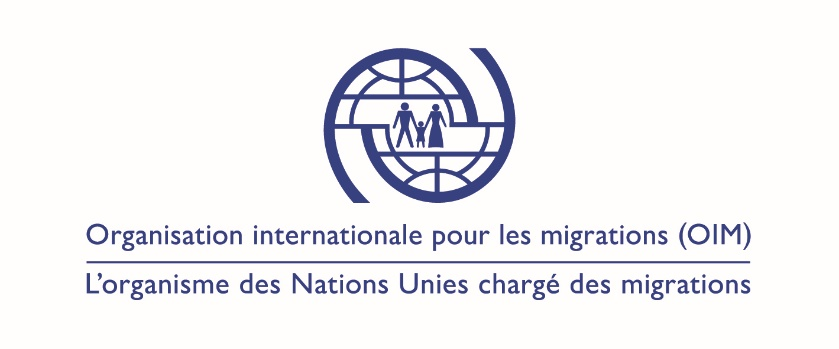 Organisation internationale pour les migrations (OIM)
L'organisme des Nations Unies chargé des migrations